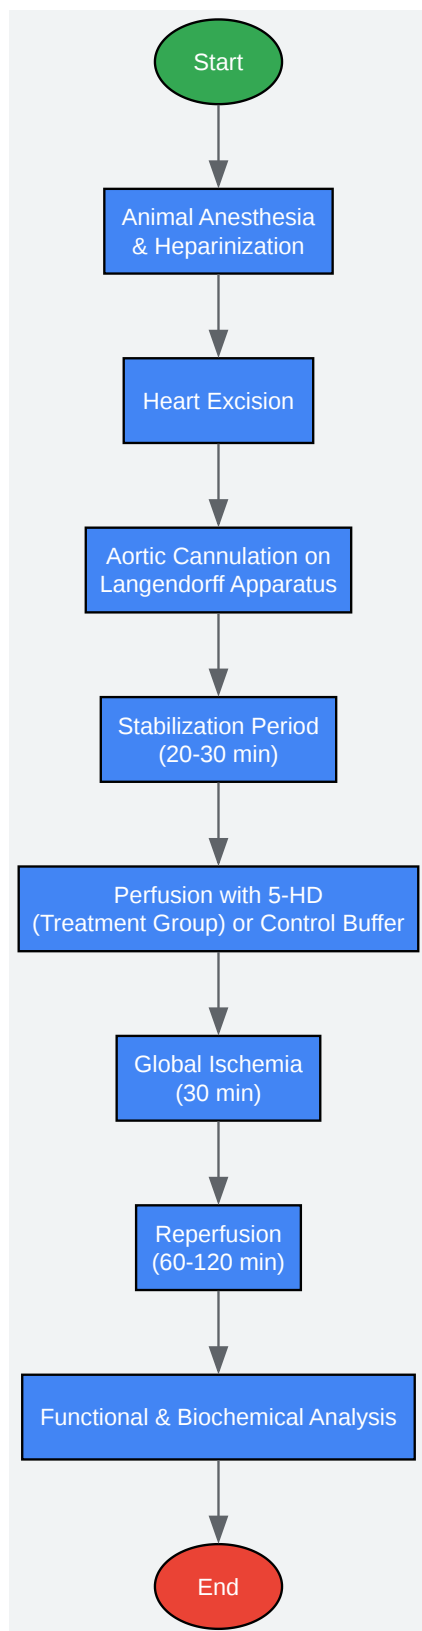 Start
Animal Anesthesia
& Heparinization
Heart Excision
Aortic Cannulation on
Langendorff Apparatus
Stabilization Period
(20-30 min)
Perfusion with 5-HD
(Treatment Group) or Control Buffer
Global Ischemia
(30 min)
Reperfusion
(60-120 min)
Functional & Biochemical Analysis
End